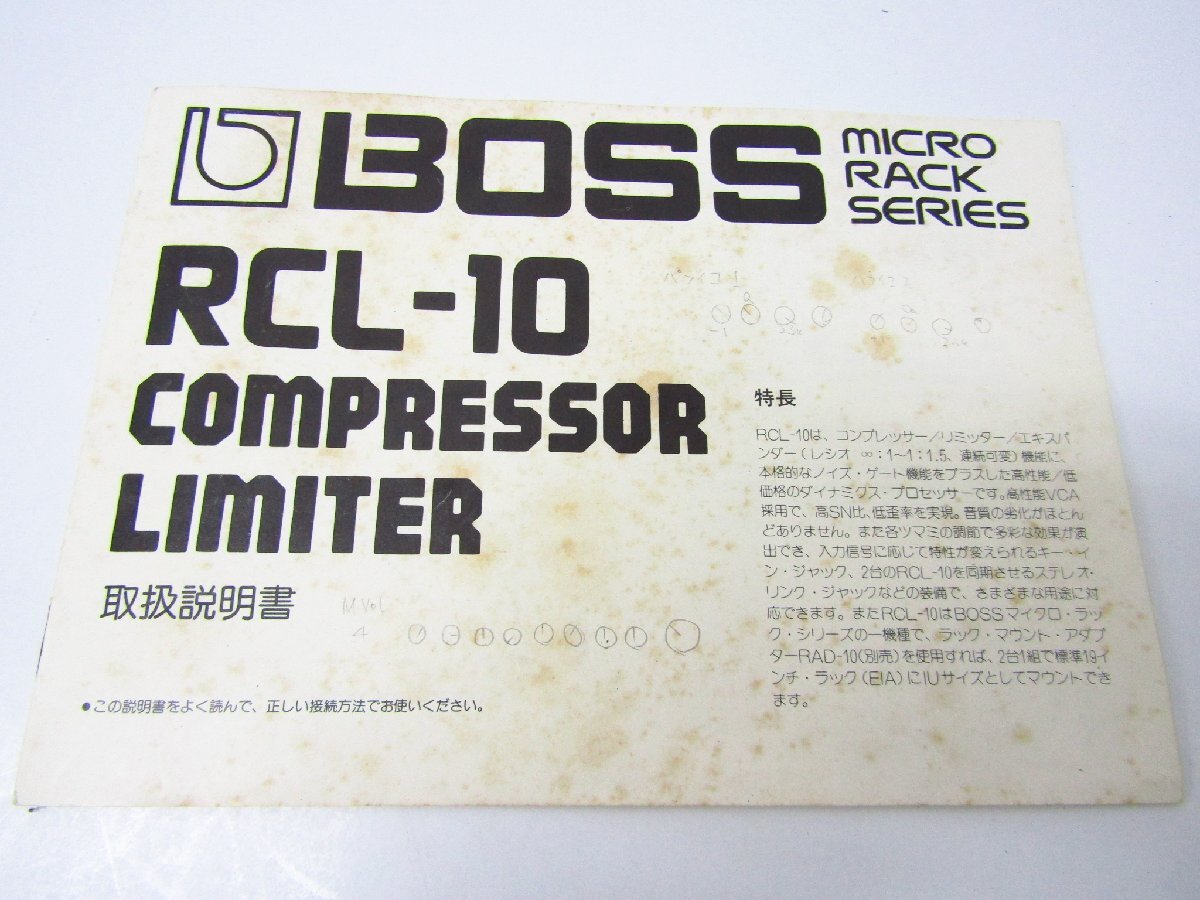 BOSS
MICRO
RACK
SERIES
RCL-10
COMPRESSOR
LIMITER
取扱説明書
M Vol
4
●この説明書をよく読んで、正しい接続方法でお使いください。
特長
RCL-10は、コンプレッサー/リミッター/エキスパ
ンダー(レシオ ∞:1~1:1.5、連続可変)機能に、
本格的なノイズ・ゲート機能をプラスした高性能/低
価格のダイナミクス・プロセッサーです。高性能VCA
採用で、高SN比、低歪率を実現。音質の劣化がほとん
どありません。また各ツマミの調節で多彩な効果が演
出でき、入力信号に応じて特性が変えられるキー・イ
ン・ジャック、2台のRCL-10を同期させるステレオ・
リンク・ジャックなどの装備で、さまざまな用途に対
応できます。またRCL-10はBOSSマイクロ・ラッ
ク・シリーズの一機種で、ラック・マウント・アダプ
ターRAD-10(別売)を使用すれば、2台1組で標準19イ
ンチ・ラック(EIA)に1Uサイズとしてマウントでき
ます。